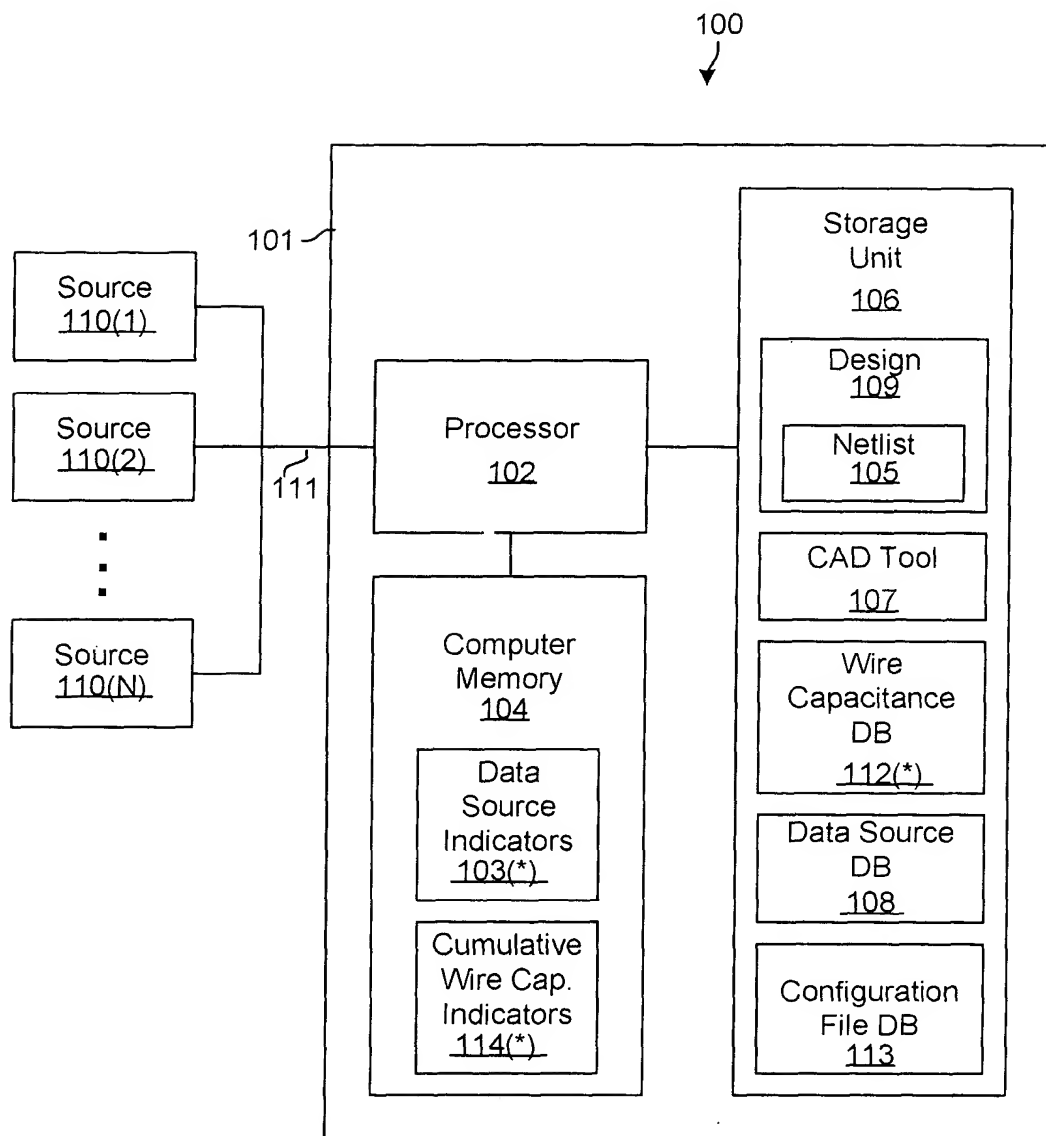 100
101
Source
110(1)
Source
110(2)
Source
110(N)
111
Processor
102
Computer
Memory
104
Data
Source
Indicators
103(*)
Cumulative
Wire Cap.
Indicators
114(*)
Storage
Unit
106
Design
109
Netlist
105
CAD Tool
107
Wire
Capacitance
DB
112(*)
Data Source
DB
108
Configuration
File DB
113